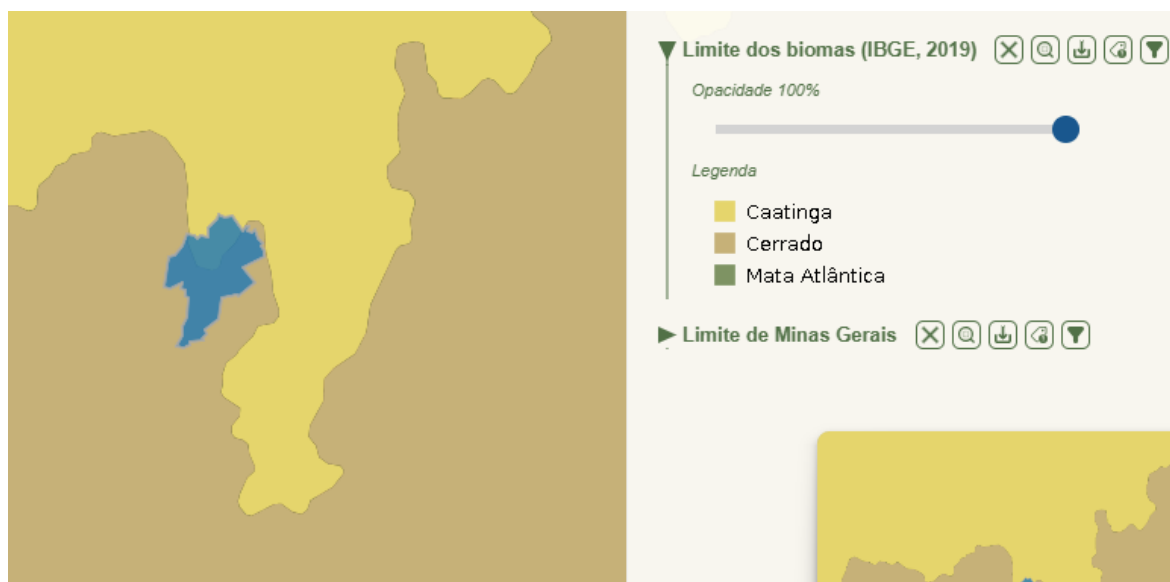 Limite dos biomas (IBGE, 2019)
Opacidade 100%
Legenda
Caatinga
Cerrado
Mata Atlântica
Limite de Minas Gerais